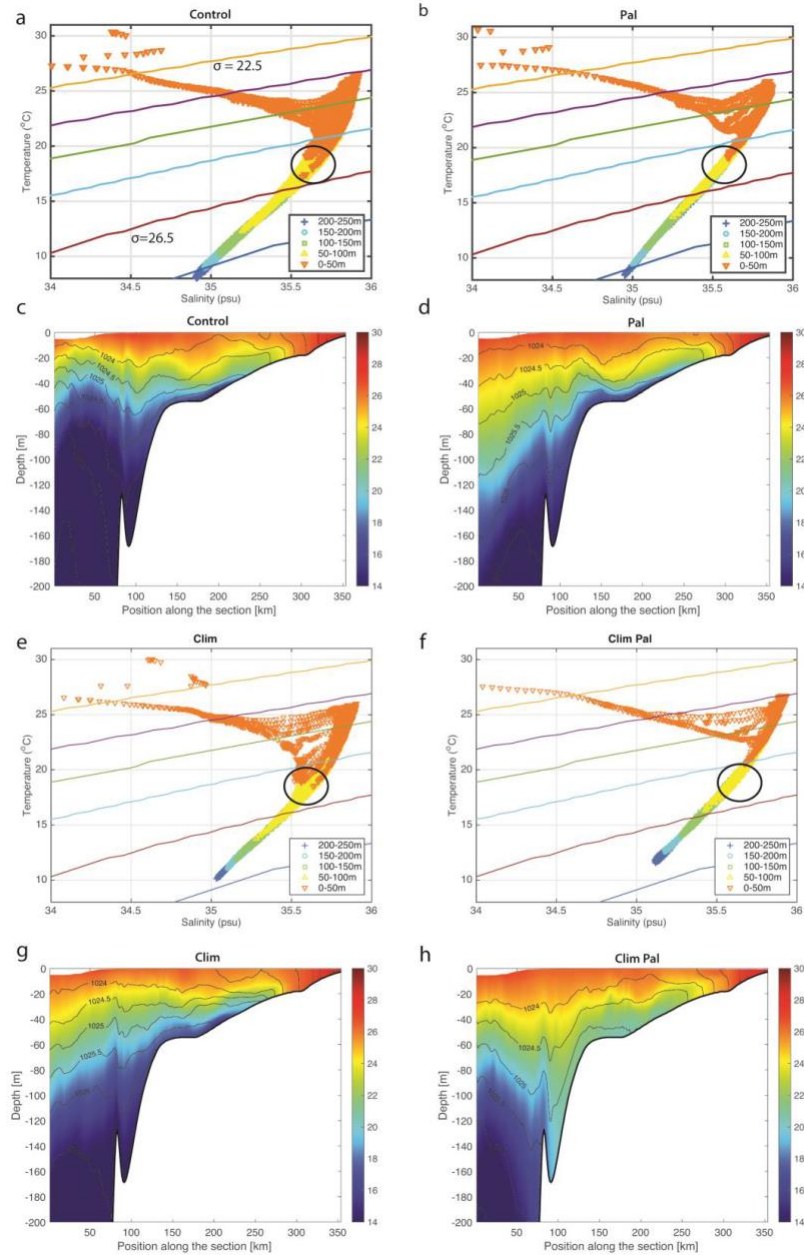 a
Control
Temperature (°C)
30
25
20
15
10
σ = 22.5
σ=26.5
200-250m
150-200m
100-150m
50-100m
0-50m
34 34.5 35 35.5 36
Salinity (psu)
b
Pal
Temperature (°C)
30
25
20
15
10
200-250m
150-200m
100-150m
50-100m
0-50m
34 34.5 35 35.5 36
Salinity (psu)
c
Control
Depth [m]
0
-20
-40
-60
-80
-100
-120
-140
-160
-180
-200
1024
1024.5
1025
50 100 150 200 250 300 350
Position along the section [km]
30
28
26
24
22
20
18
16
14
d
Pal
Depth [m]
0
-20
-40
-60
-80
-100
-120
-140
-160
-180
-200
1024
1024.5
1025
1025.5
50 100 150 200 250 300 350
Position along the section [km]
30
28
26
24
22
20
18
16
14
e
Clim
Temperature (°C)
30
25
20
15
10
200-250m
150-200m
100-150m
50-100m
0-50m
34 34.5 35 35.5 36
Salinity (psu)
f
Clim Pal
Temperature (°C)
30
25
20
15
10
200-250m
150-200m
100-150m
50-100m
0-50m
34 34.5 35 35.5 36
Salinity (psu)
g
Clim
Depth [m]
0
-20
-40
-60
-80
-100
-120
-140
-160
-180
-200
1024
1024.5
1025
1025.5
50 100 150 200 250 300 350
Position along the section [km]
30
28
26
24
22
20
18
16
14
h
Clim Pal
Depth [m]
0
-20
-40
-60
-80
-100
-120
-140
-160
-180
-200
1024
1024.5
1025
50 100 150 200 250 300 350
Position along the section [km]
30
28
26
24
22
20
18
16
14